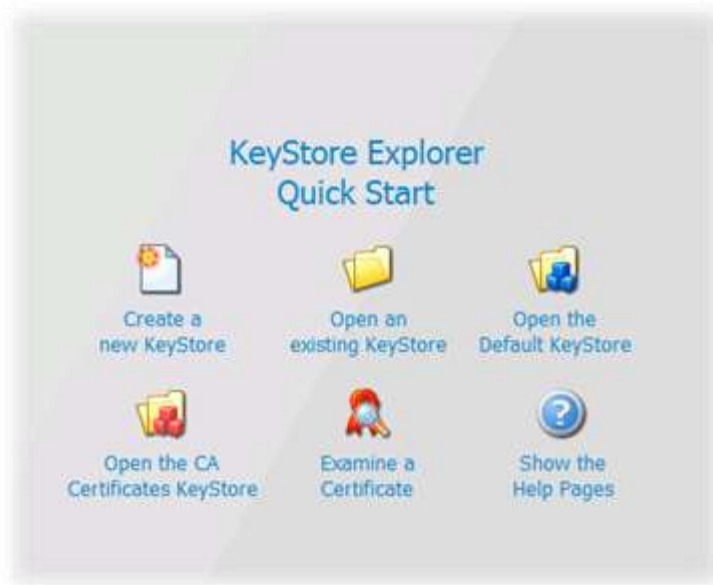 KeyStore Explorer
Quick Start
Create a
new KeyStore
Open an
existing KeyStore
Open the
Default KeyStore
Open the CA
Certificates KeyStore
Examine a
Certificate
Show the
Help Pages